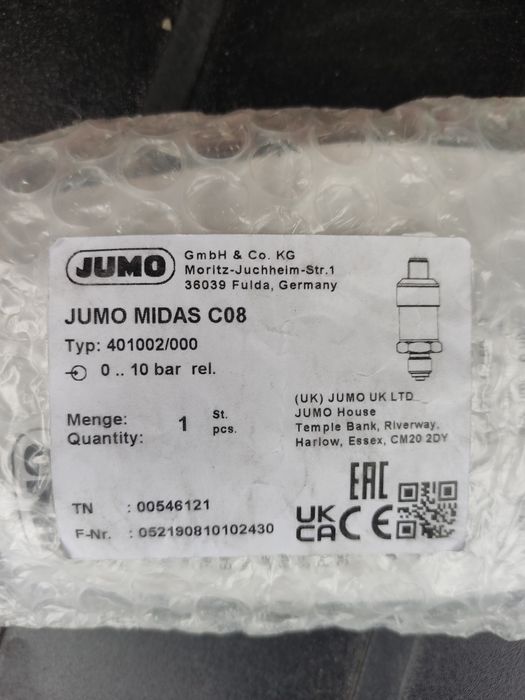 JUMO
GmbH & Co. KG
Moritz-Juchheim-Str.1
36039 Fulda, Germany
JUMO MIDAS C08
Typ: 401002/000
0 .. 10 bar rel.
Menge: 1 St.
Quantity: pcs.
(UK) JUMO UK LTD
JUMO House
Temple Bank, Riverway,
Harlow, Essex, CM20 2DY
TN : 00546121
F-Nr. : 052190810102430
EAC
UK
CA CE